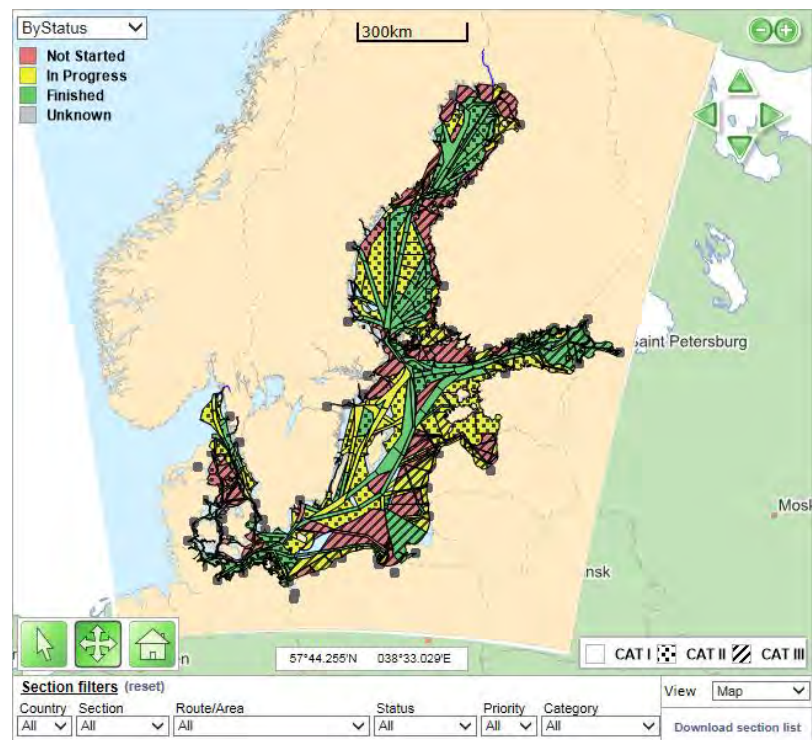 ByStatus
300km
Not Started
In Progress
Finished
Unknown
Saint Petersburg
Mosk
nsk
en
57°44.255'N 038°33.029'E
CAT I CAT II CAT III
Section filters (reset)
View Map
Country Section Route/Area Status Priority Category
All All All All All All
Download section list